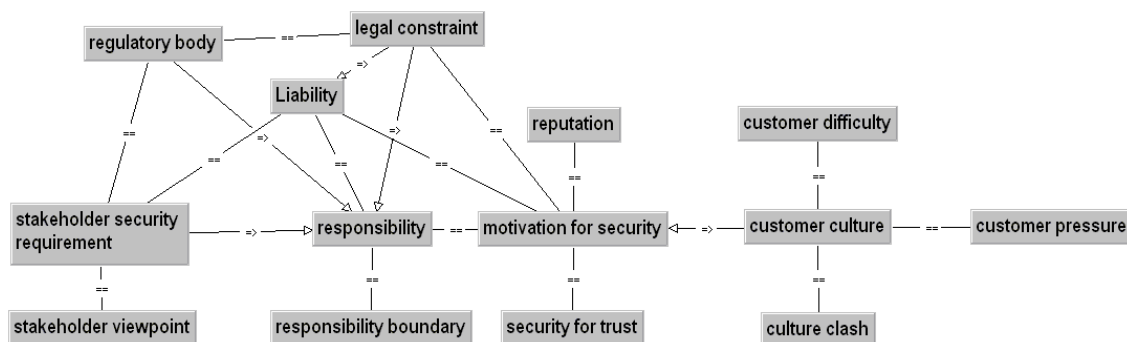 legal constraint
regulatory body
==
=>
Liability
==
=>
=>
==
reputation
customer difficulty
==
==
==
==
==
stakeholder security
requirement
=>
responsibility
==
motivation for security
=>
customer culture
==
customer pressure
==
==
==
==
stakeholder viewpoint
responsibility boundary
security for trust
culture clash